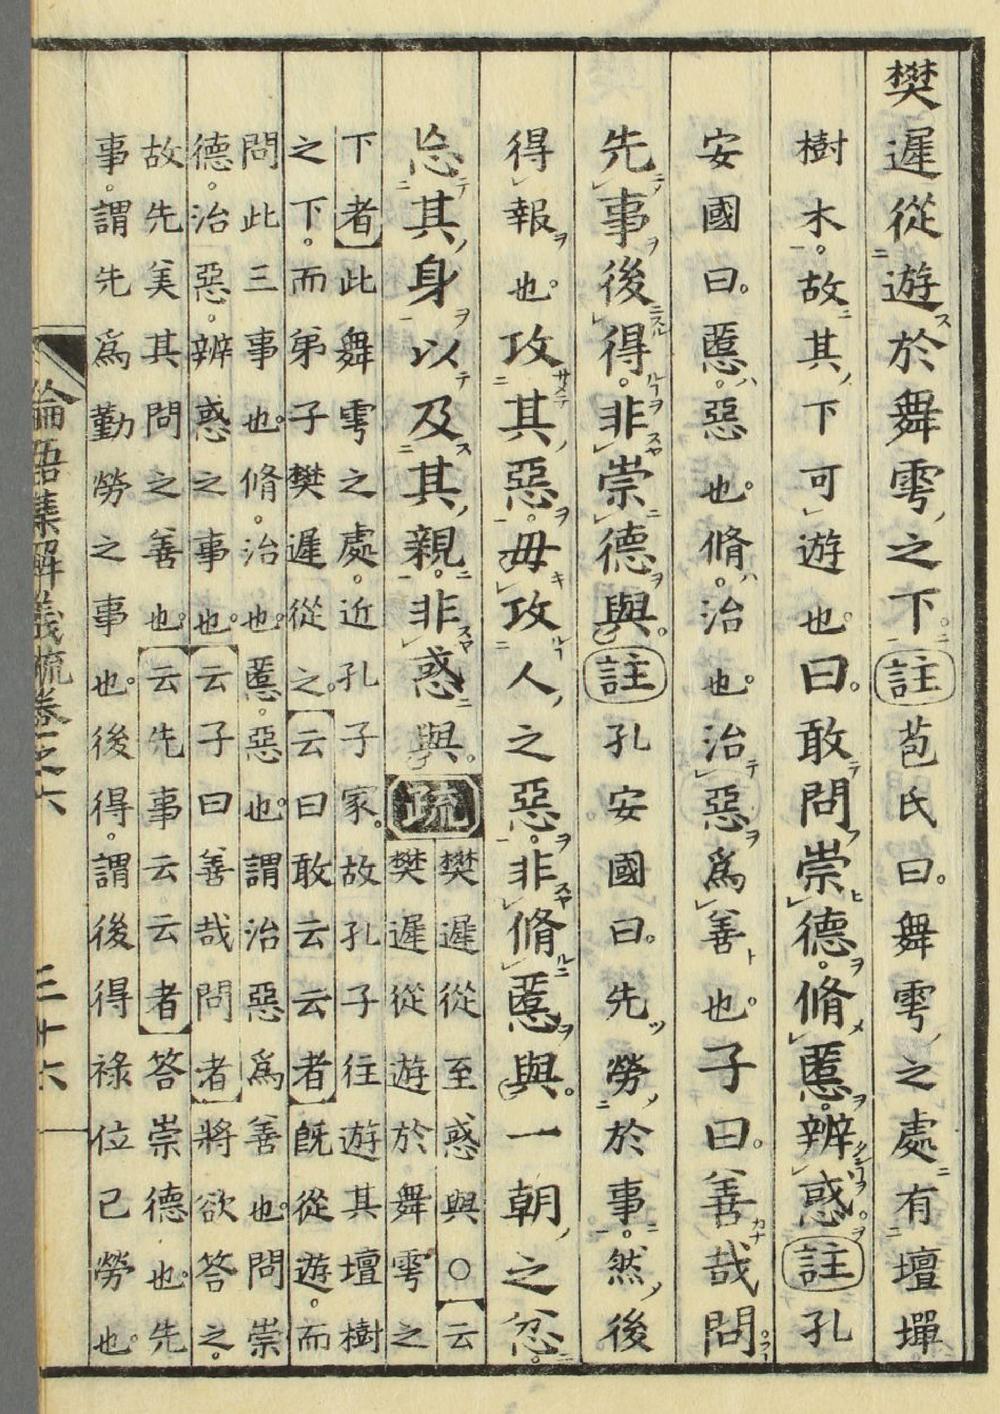 樊遲從遊於舞雩之下。註苞氏曰。舞雩之處有壇墠
樹木。故其下可遊也。曰。敢問崇德。脩慝。辨惑。註孔
安國曰。慝。惡也。脩。治也。治惡爲善也。子曰。善哉問。
先事後得。非崇德與。註孔安國曰。先勞於事。然後
得報也。攻其惡。毋攻人之惡。非脩慝與。一朝之忿。
忘其身以及其親。非惑與。疏
樊遲從至惑與○云
樊遲從遊於舞雩之
下者此舞雩之處。近孔子家。故孔子往遊其壇樹
之下。而弟子樊遲從之。云曰敢云云者既從遊。而
問此三事也。脩。治也。慝。惡也。謂治惡爲善也。問崇
德。治惡。辨惑之事也。云子曰善哉問者將欲答之。
故先美其問之善也。云先事云云者答崇德也。先
事。謂先爲勤勞之事也。後得。謂後得祿位已勞也。
論語集解義疏卷之六 三十六